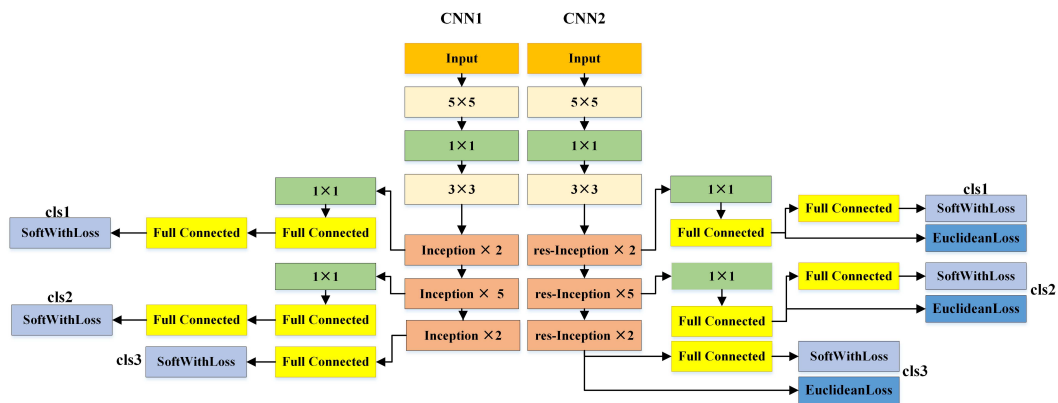 CNN1
CNN2
Input
Input
5×5
5×5
1×1
1×1
3×3
3×3
1×1
1×1
cls1
cls1
SoftWithLoss
Full Connected
Full Connected
Full Connected
Full Connected
SoftWithLoss
EuclideanLoss
Inception × 2
res-Inception × 2
1×1
1×1
Full Connected
SoftWithLoss
cls2
cls2
Inception × 5
res-Inception ×5
SoftWithLoss
Full Connected
Full Connected
Full Connected
EuclideanLoss
Inception ×2
res-Inception ×2
cls3
SoftWithLoss
Full Connected
Full Connected
SoftWithLoss
cls3
EuclideanLoss